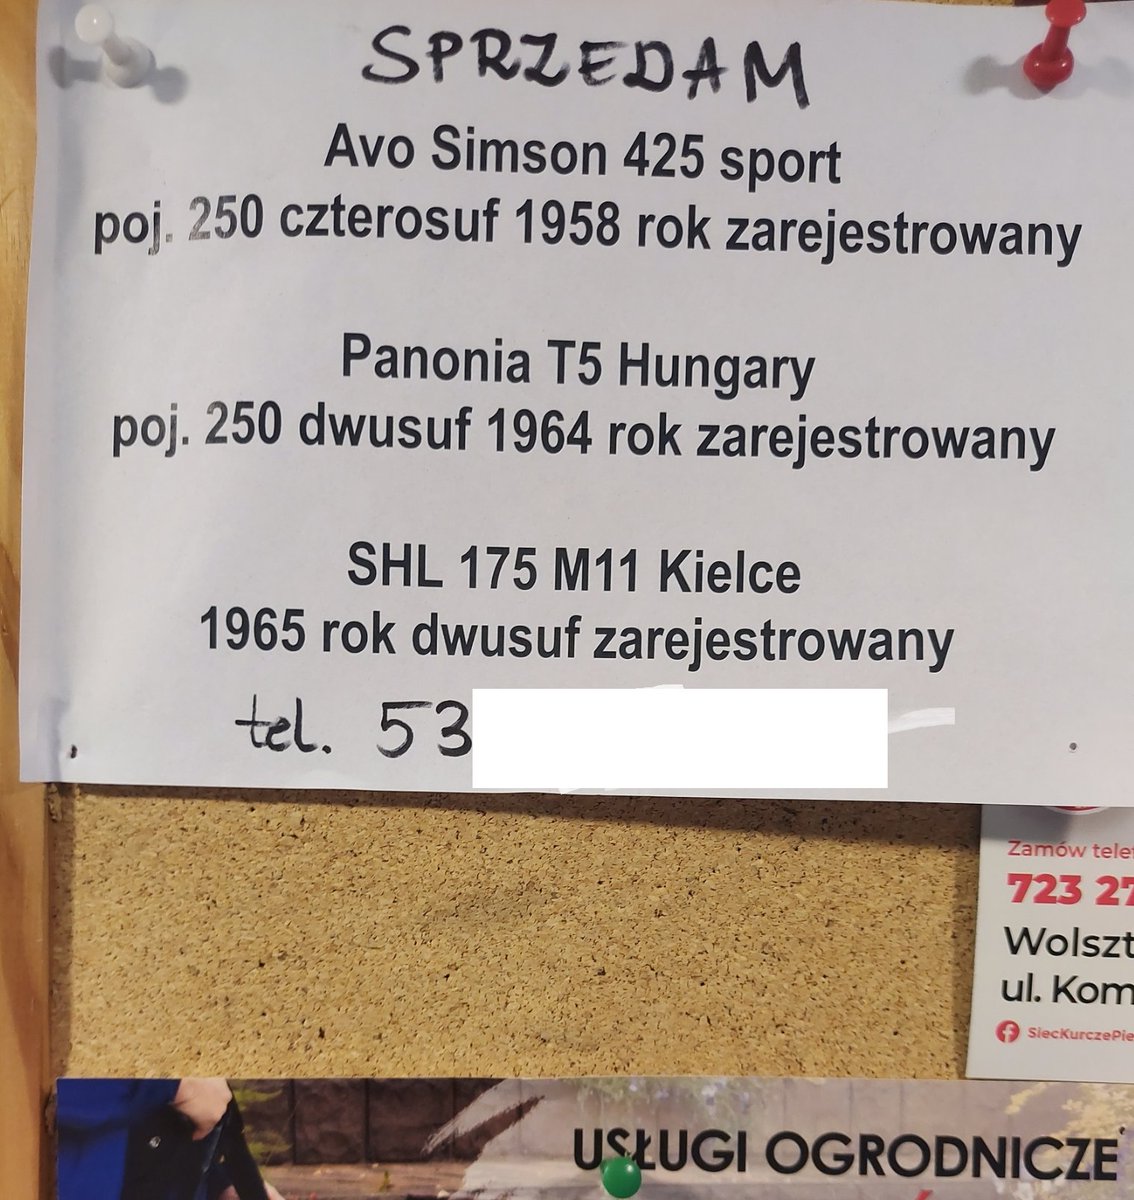 SPRZEDAM
Avo Simson 425 sport
poj. 250 czterosuf 1958 rok zarejestrowany
Panonia T5 Hungary
poj. 250 dwusuf 1964 rok zarejestrowany
SHL 175 M11 Kielce
1965 rok dwusuf zarejestrowany
tel. 53
Zamów telef
723 27
Wolszt
ul. Kom
SiecKurczePie
USŁUGI OGRODNICZE